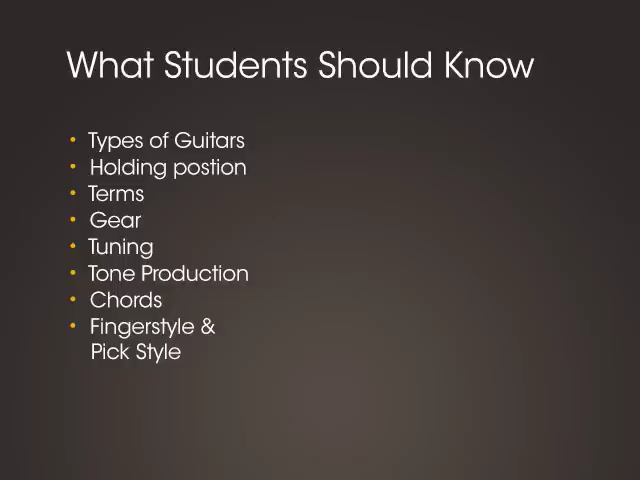 What Students Should Know
• Types of Guitars
• Holding postion
• Terms
• Gear
• Tuning
• Tone Production
• Chords
• Fingerstyle &
Pick Style